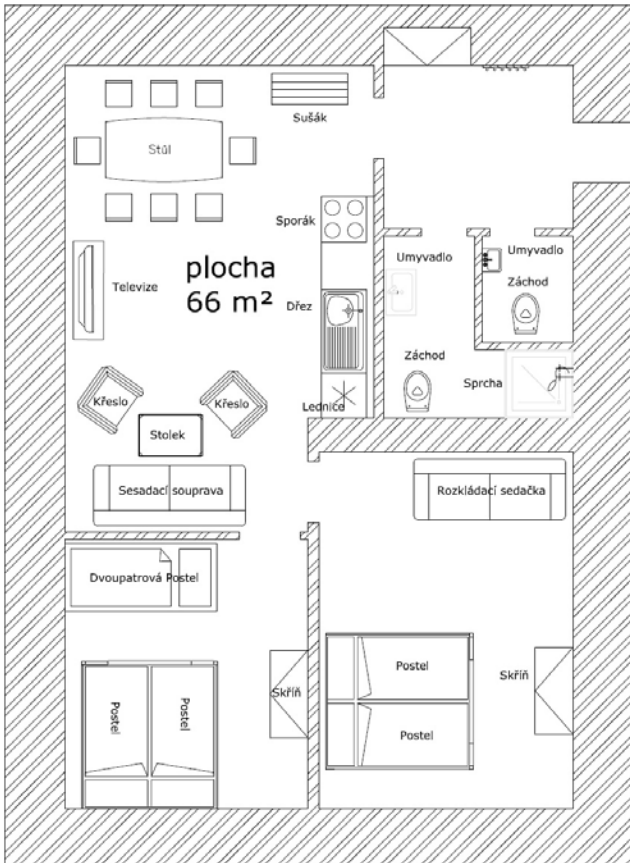 Sušák
Stůl
Sporák
Umyvadlo
Umyvadlo
plocha
66 m²
Televize
Záchod
Dřez
Záchod
Sprcha
Křeslo
Křeslo
Lednice
Stolek
Sesadací souprava
Rozkládací sedačka
Dvoupatrová Postel
Postel
Skříň
Skříň
Postel
Postel
Postel